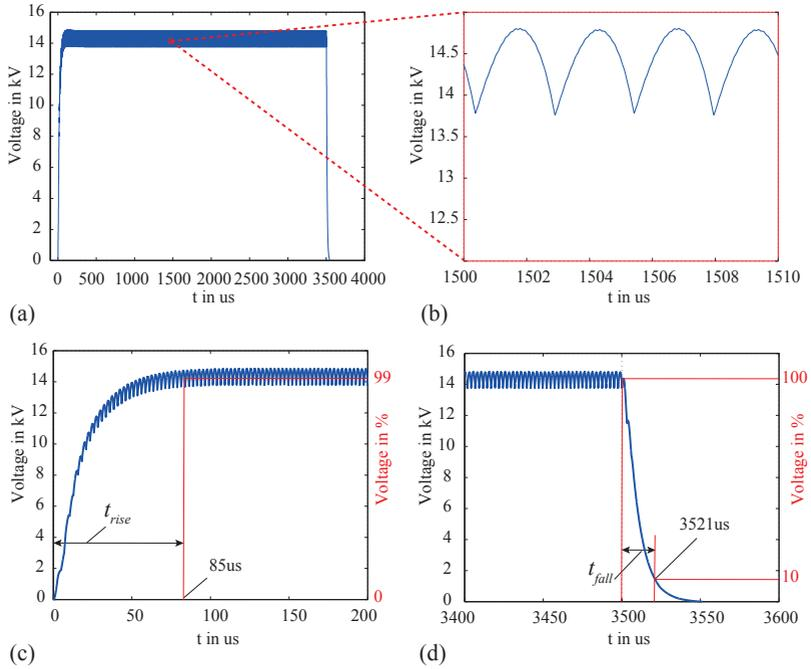 Voltage in kV
16
14
12
10
8
6
4
2
0
0 500 1000 1500 2000 2500 3000 3500 4000
t in us
(a)
Voltage in kV
14.5
14
13.5
13
12.5
1500 1502 1504 1506 1508 1510
t in us
(b)
Voltage in kV
16
14
12
10
8
6
4
2
0
t rise
85us
99
0
Voltage in %
0 50 100 150 200
t in us
(c)
Voltage in kV
16
14
12
10
8
6
4
2
0
t fall
3521us
100
10
Voltage in %
3400 3450 3500 3550 3600
t in us
(d)